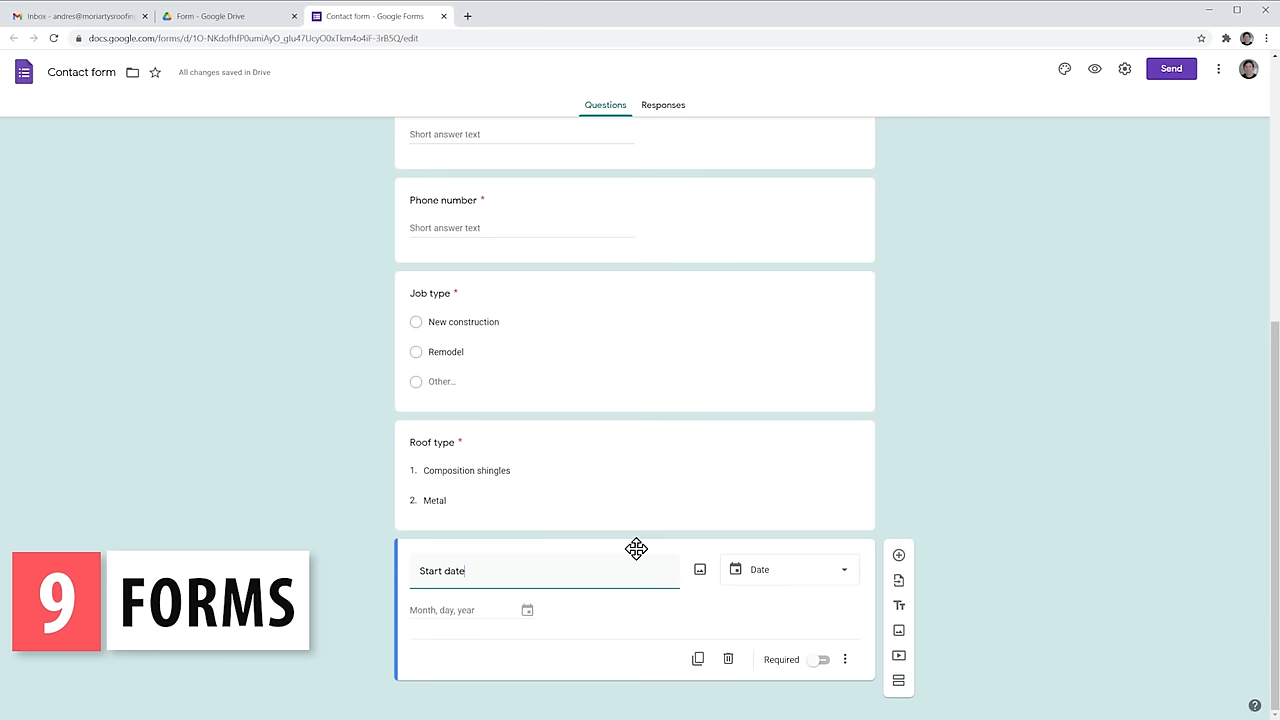 Inbox - andres@moriartysroofin
Form - Google Drive
Contact form - Google Forms
docs.google.com/forms/d/1O-NKdofhfP0umiAyO_glu47UcyO0xTkm4o4iF-3rB5Q/edit
Contact form
All changes saved in Drive
Send
Questions
Responses
Short answer text
Phone number *
Short answer text
Job type *
New construction
Remodel
Other...
Roof type *
1. Composition shingles
2. Metal
Start date
Date
Month, day, year
Required
Tт
9 FORMS